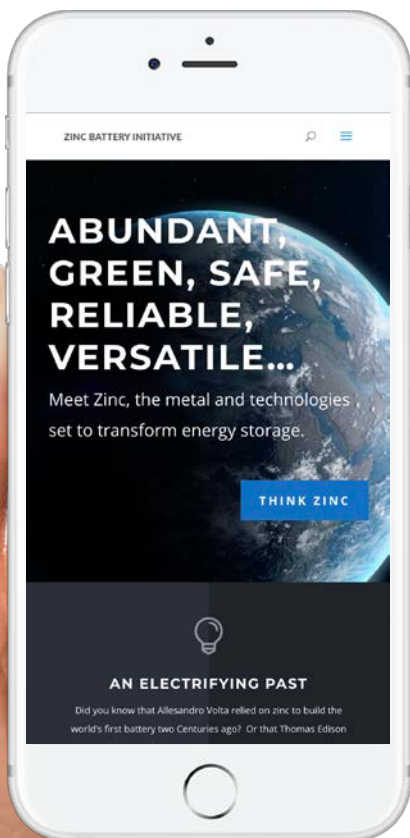 ZINC BATTERY INITIATIVE
ABUNDANT,
GREEN, SAFE,
RELIABLE,
VERSATILE...
Meet Zinc, the metal and technologies
set to transform energy storage.
THINK ZINC
AN ELECTRIFYING PAST
Did you know that Allesandro Volta relied on zinc to build the
world's first battery two Centuries ago? Or that Thomas Edison